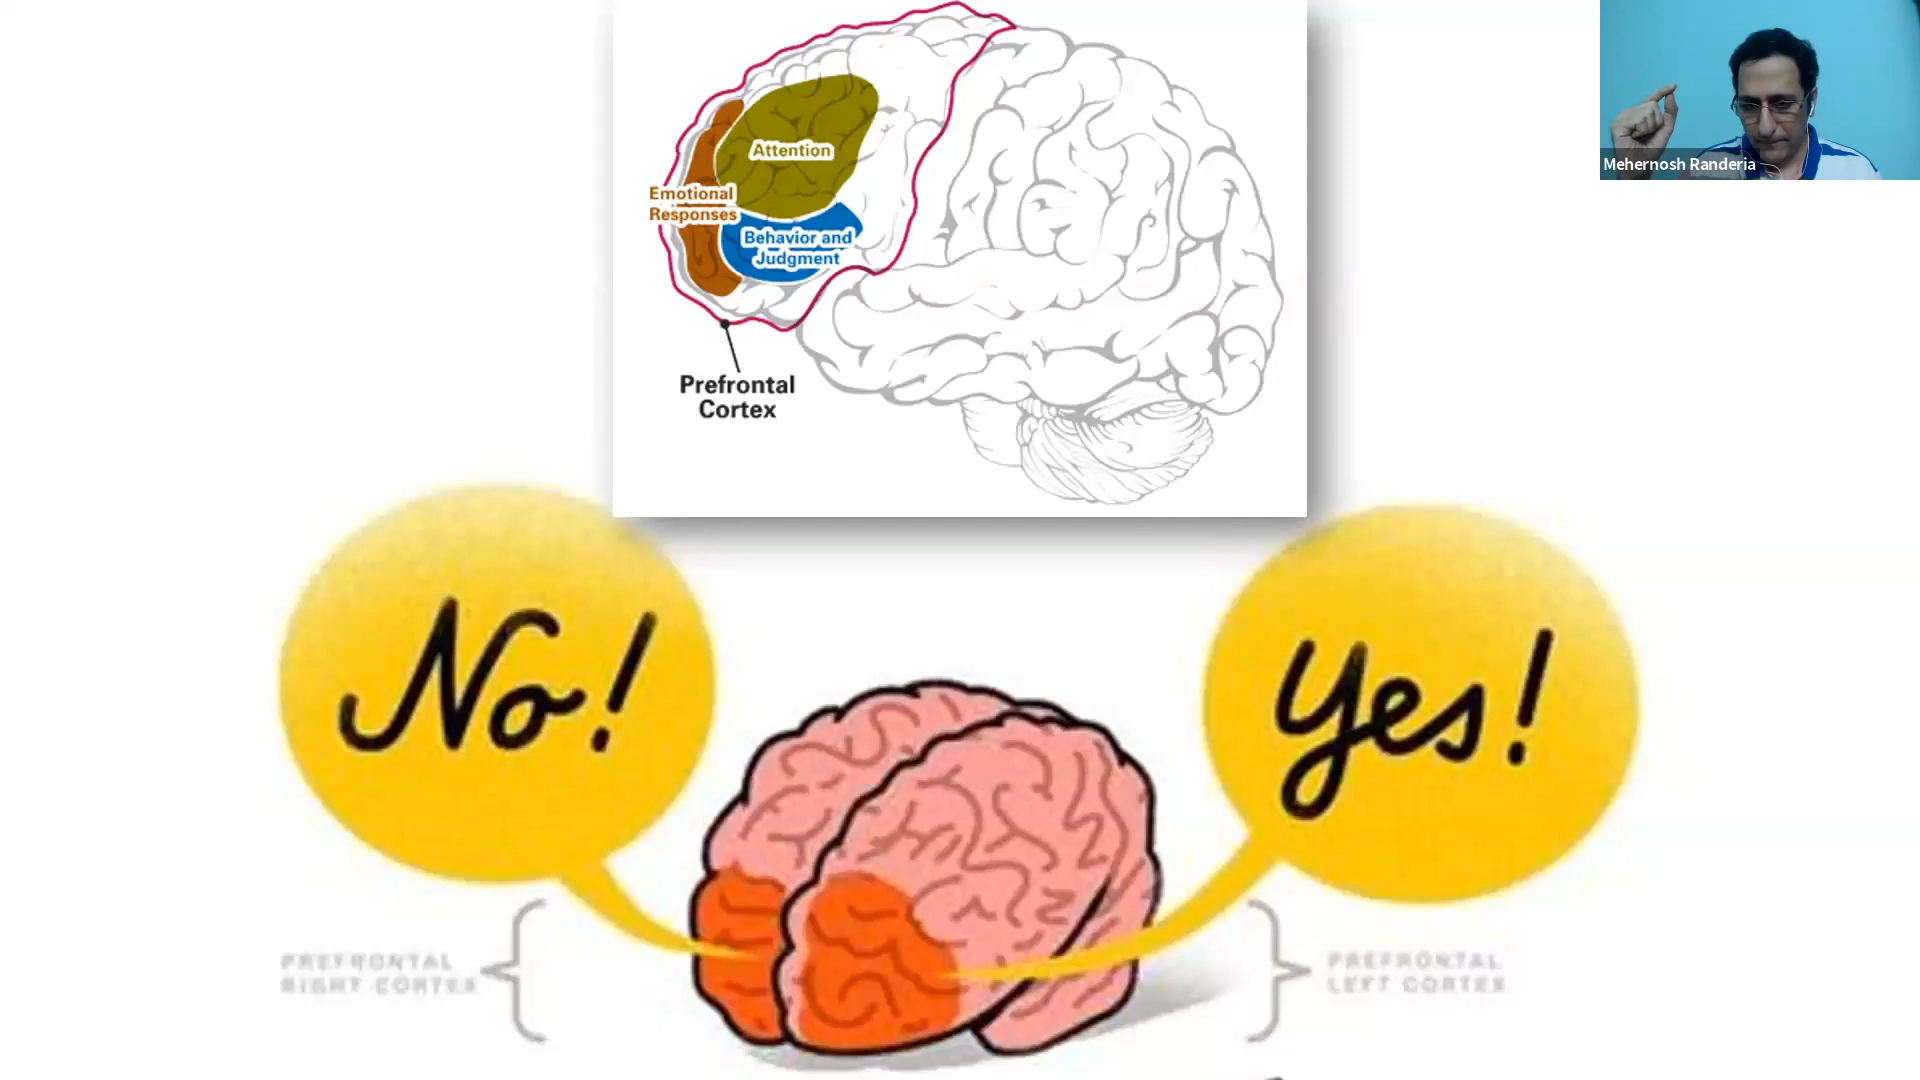 Attention
Emotional
Responses
Behavior and
Judgment
Prefrontal
Cortex
Mehernosh Randeria
No!
Yes!
PREFRONTAL
RIGHT CORTEX
PREFRONTAL
LEFT CORTEX